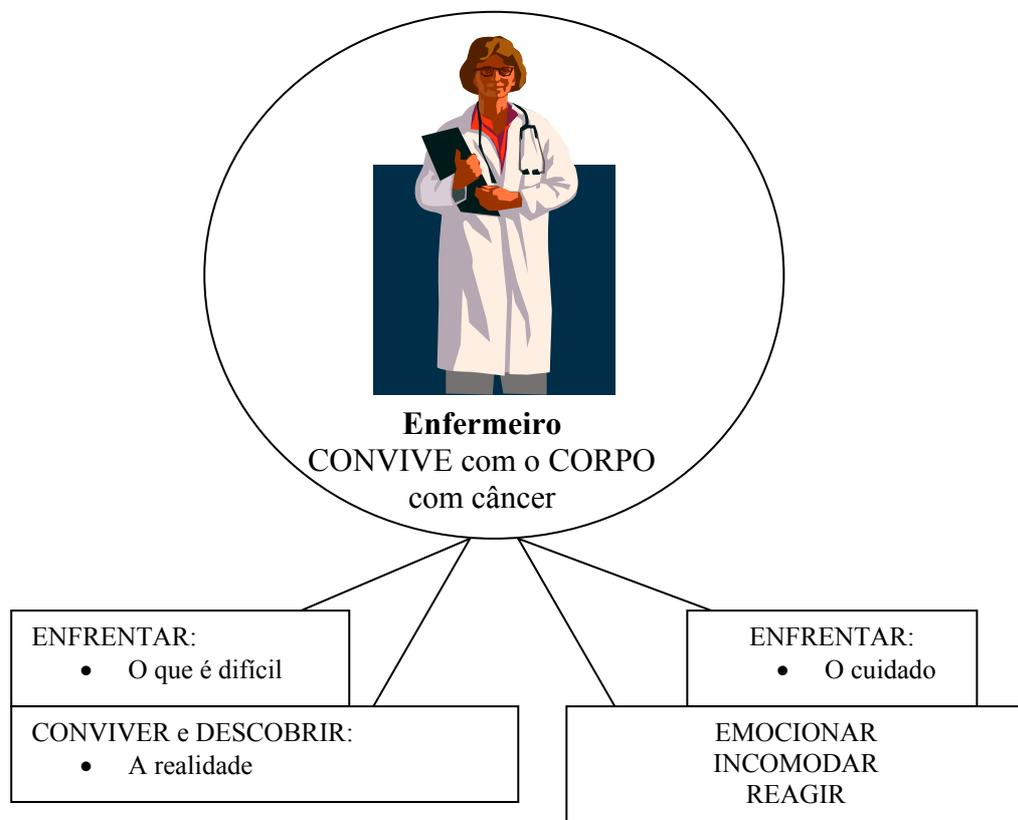 Enfermeiro
CONVIVE com o CORPO
com câncer
ENFRENTAR:
• O que é difícil
CONVIVER e DESCOBRIR:
• A realidade
ENFRENTAR:
• O cuidado
EMOCIONAR
INCOMODAR
REAGIR